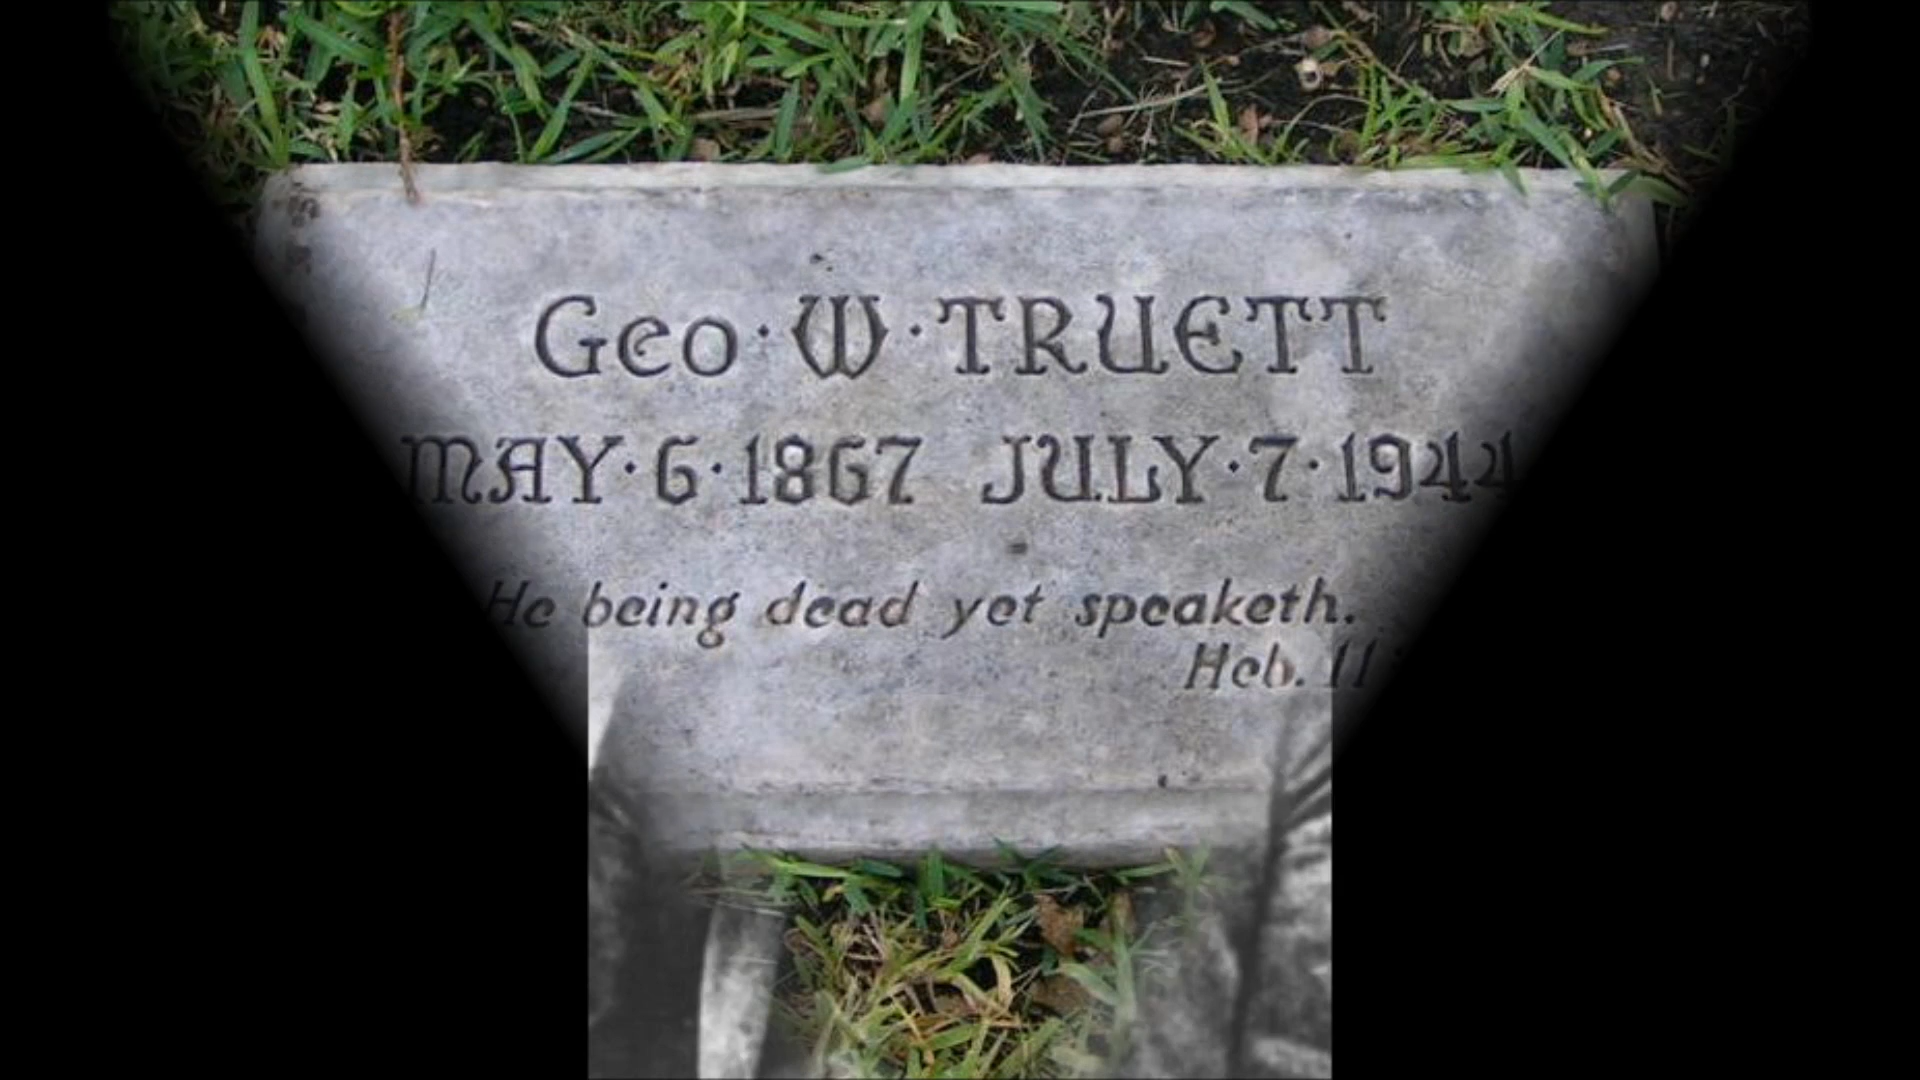 Geo·W·TRUETT
MAY·6·1867 JULY·7·1944
He being dead yet speaketh.
Heb. 11: